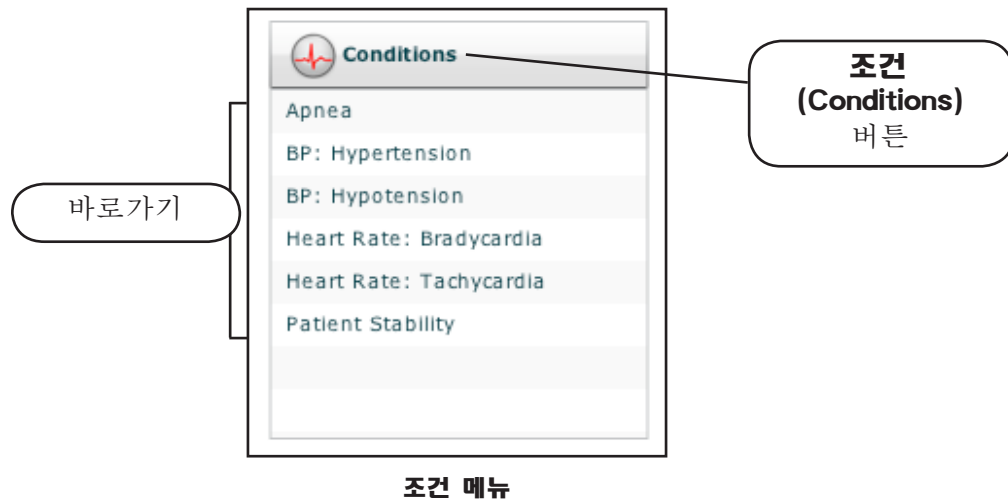 Conditions
조건
(Conditions)
버튼
바로가기
Apnea
BP: Hypertension
BP: Hypotension
Heart Rate: Bradycardia
Heart Rate: Tachycardia
Patient Stability
조건 메뉴